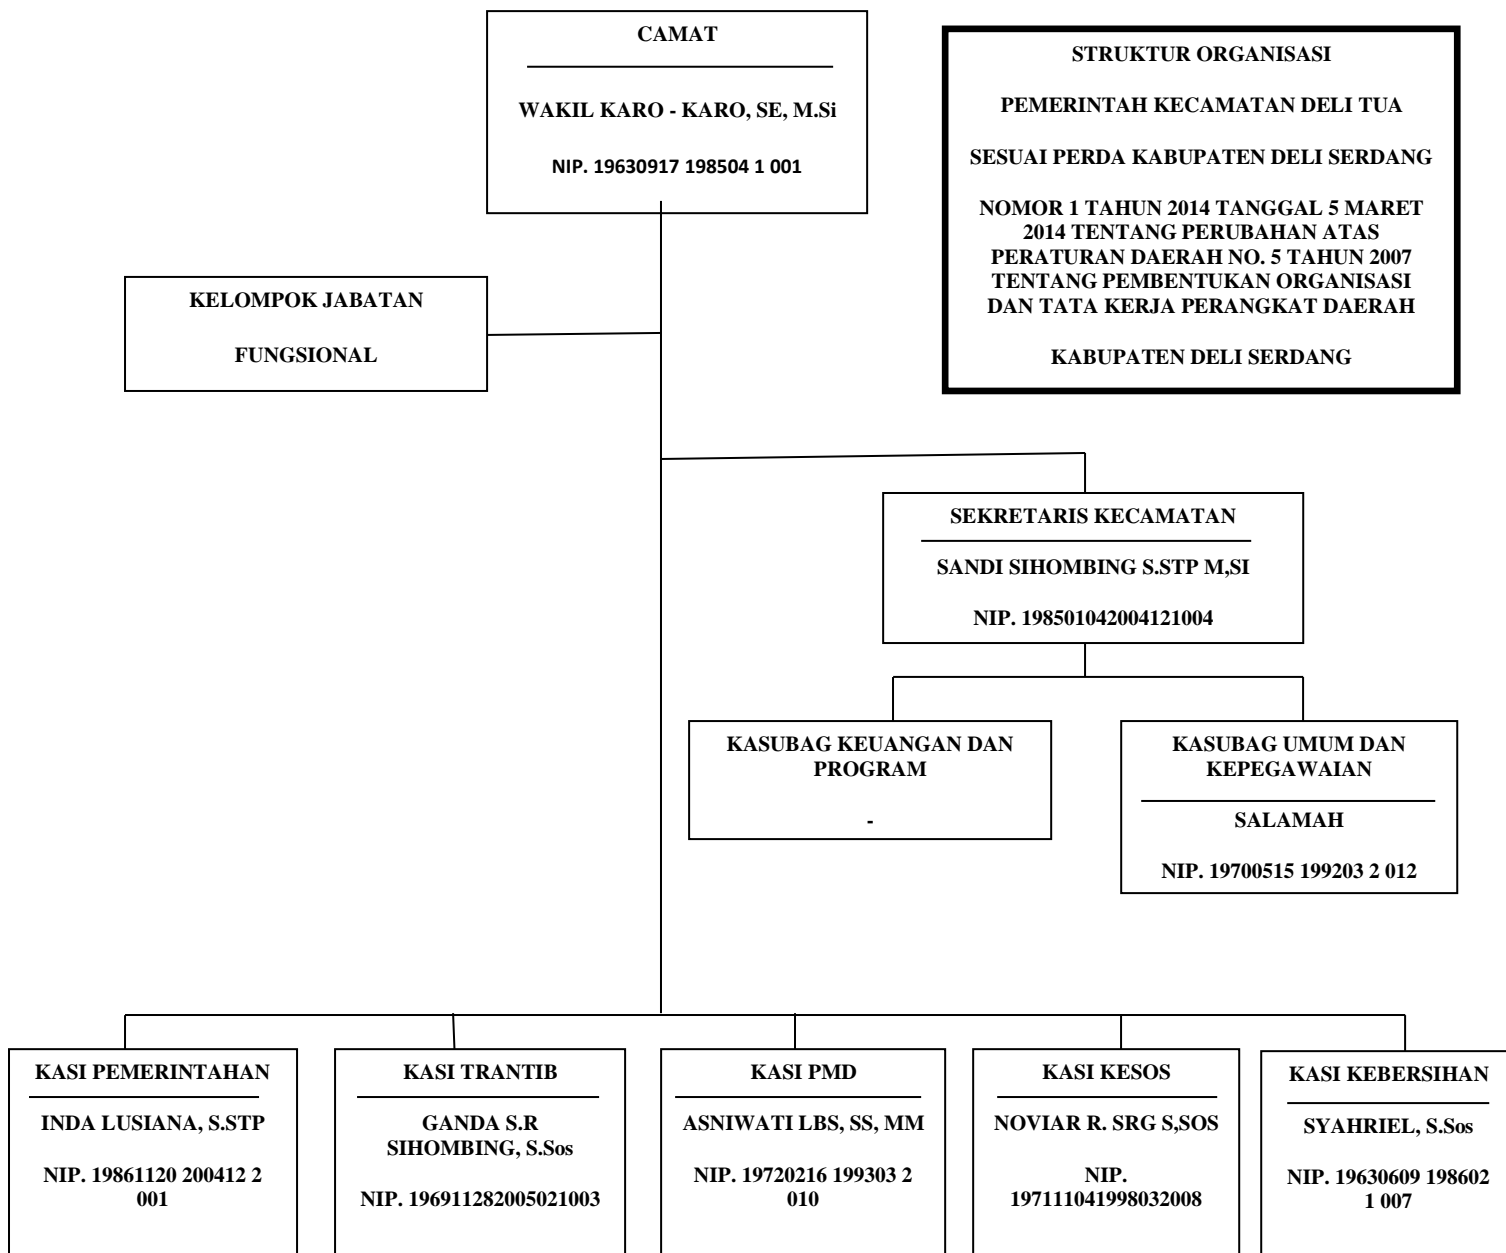 CAMAT
WAKIL KARO - KARO, SE, M.Si
NIP. 19630917 198504 1 001
STRUKTUR ORGANISASI
PEMERINTAH KECAMATAN DELI TUA
SESUAI PERDA KABUPATEN DELI SERDANG
NOMOR 1 TAHUN 2014 TANGGAL 5 MARET
2014 TENTANG PERUBAHAN ATAS
PERATURAN DAERAH NO. 5 TAHUN 2007
TENTANG PEMBENTUKAN ORGANISASI
DAN TATA KERJA PERANGKAT DAERAH
KABUPATEN DELI SERDANG
KELOMPOK JABATAN
FUNGSIONAL
SEKRETARIS KECAMATAN
SANDI SIHOMBING S.STP M,SI
NIP. 198501042004121004
KASUBAG KEUANGAN DAN
PROGRAM
-
KASUBAG UMUM DAN
KEPEGAWAIAN
SALAMAH
NIP. 19700515 199203 2 012
KASI PEMERINTAHAN
INDA LUSIANA, S.STP
NIP. 19861120 200412 2
001
KASI TRANTIB
GANDA S.R
SIHOMBING, S.Sos
NIP. 196911282005021003
KASI PMD
ASNIWATI LBS, SS, MM
NIP. 19720216 199303 2
010
KASI KESOS
NOVIAR R. SRG S,SOS
NIP.
197111041998032008
KASI KEBERSIHAN
SYAHRIEL, S.Sos
NIP. 19630609 198602
1 007